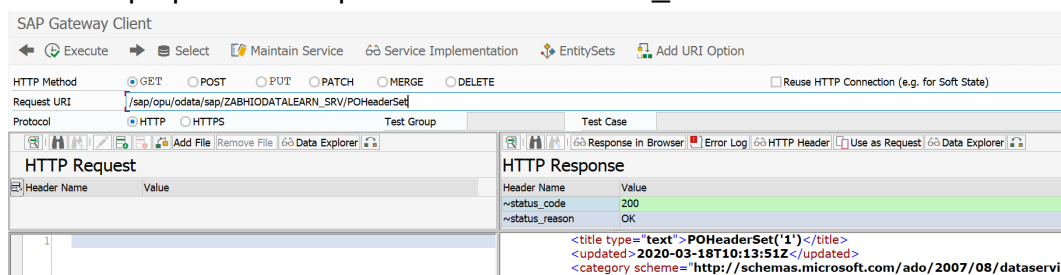 SAP Gateway Client
Execute Select Maintain Service Service Implementation EntitySets Add URI Option
HTTP Method GET POST PUT PATCH MERGE DELETE Reuse HTTP Connection (e.g. for Soft State)
Request URI /sap/opu/odata/sap/ZABHIODATALEARN_SRV/POHeaderSet
Protocol HTTP HTTPS Test Group Test Case
Add File Remove File Data Explorer Response in Browser Error Log HTTP Header Use as Request Data Explorer
HTTP Request HTTP Response
Header Name Value Header Name Value
~status_code 200
~status_reason OK
1 <title type="text">POHeaderSet('1')</title>
<updated>2020-03-18T10:13:51Z</updated>
<category scheme="http://schemas.microsoft.com/ado/2007/08/dataservi